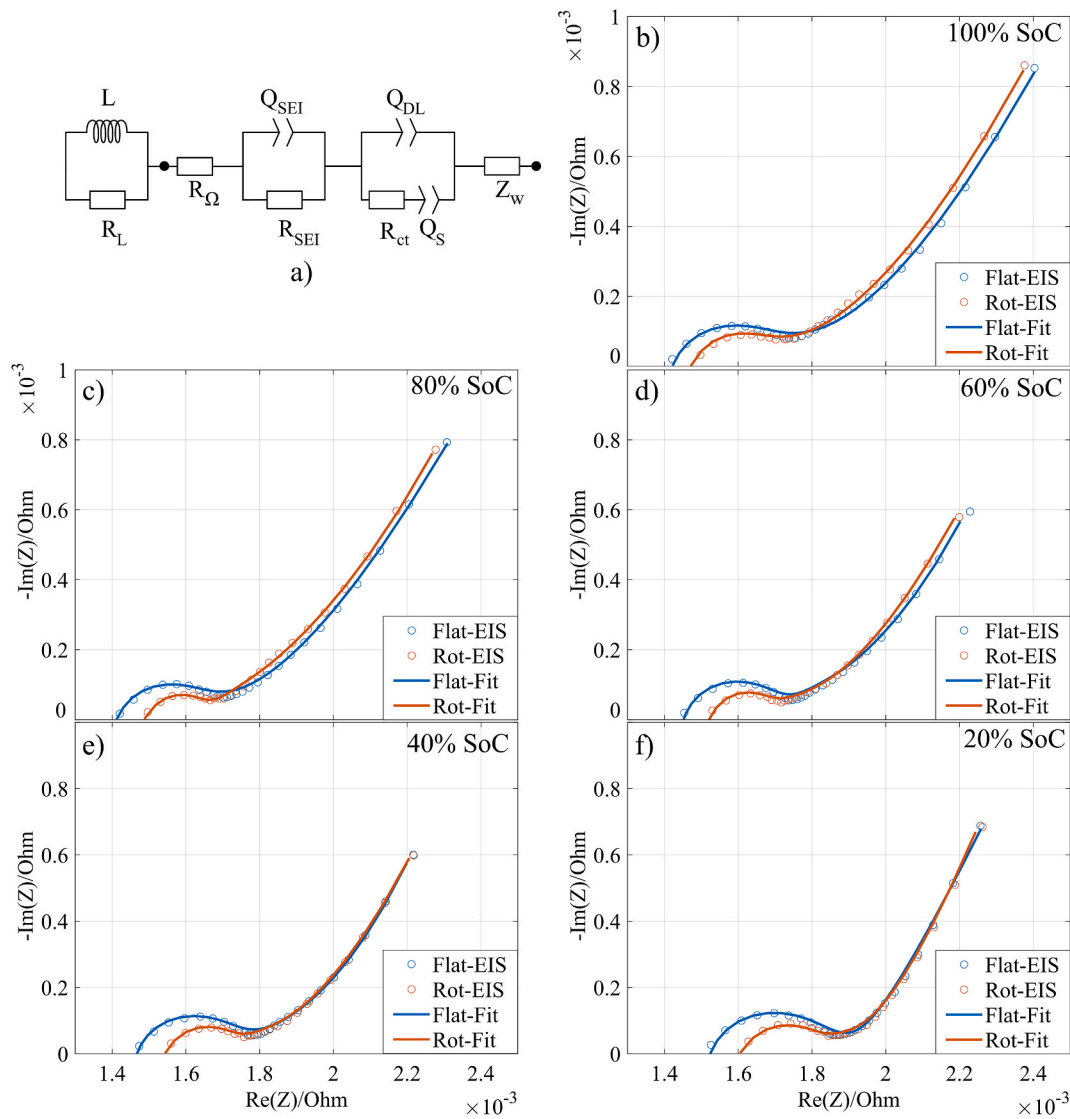 L
R_L
R_Ω
Q_SEI
R_SEI
Q_DL
R_ct
Q_S
Z_w
a)
b)
100% SoC
×10⁻³
1
0.8
0.6
0.4
0.2
0
-Im(Z)/Ohm
Flat-EIS
Rot-EIS
Flat-Fit
Rot-Fit
c)
80% SoC
×10⁻³
1
0.8
0.6
0.4
0.2
0
-Im(Z)/Ohm
Flat-EIS
Rot-EIS
Flat-Fit
Rot-Fit
d)
60% SoC
0.8
0.6
0.4
0.2
0
-Im(Z)/Ohm
Flat-EIS
Rot-EIS
Flat-Fit
Rot-Fit
e)
40% SoC
0.8
0.6
0.4
0.2
0
-Im(Z)/Ohm
Flat-EIS
Rot-EIS
Flat-Fit
Rot-Fit
1.4 1.6 1.8 2 2.2 2.4
Re(Z)/Ohm ×10⁻³
f)
20% SoC
0.8
0.6
0.4
0.2
0
-Im(Z)/Ohm
Flat-EIS
Rot-EIS
Flat-Fit
Rot-Fit
1.4 1.6 1.8 2 2.2 2.4
Re(Z)/Ohm ×10⁻³